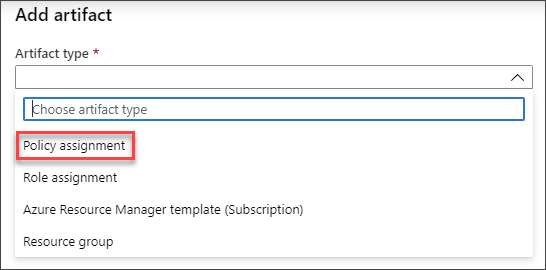 Add artifact
Artifact type *
Choose artifact type
Policy assignment
Role assignment
Azure Resource Manager template (Subscription)
Resource group